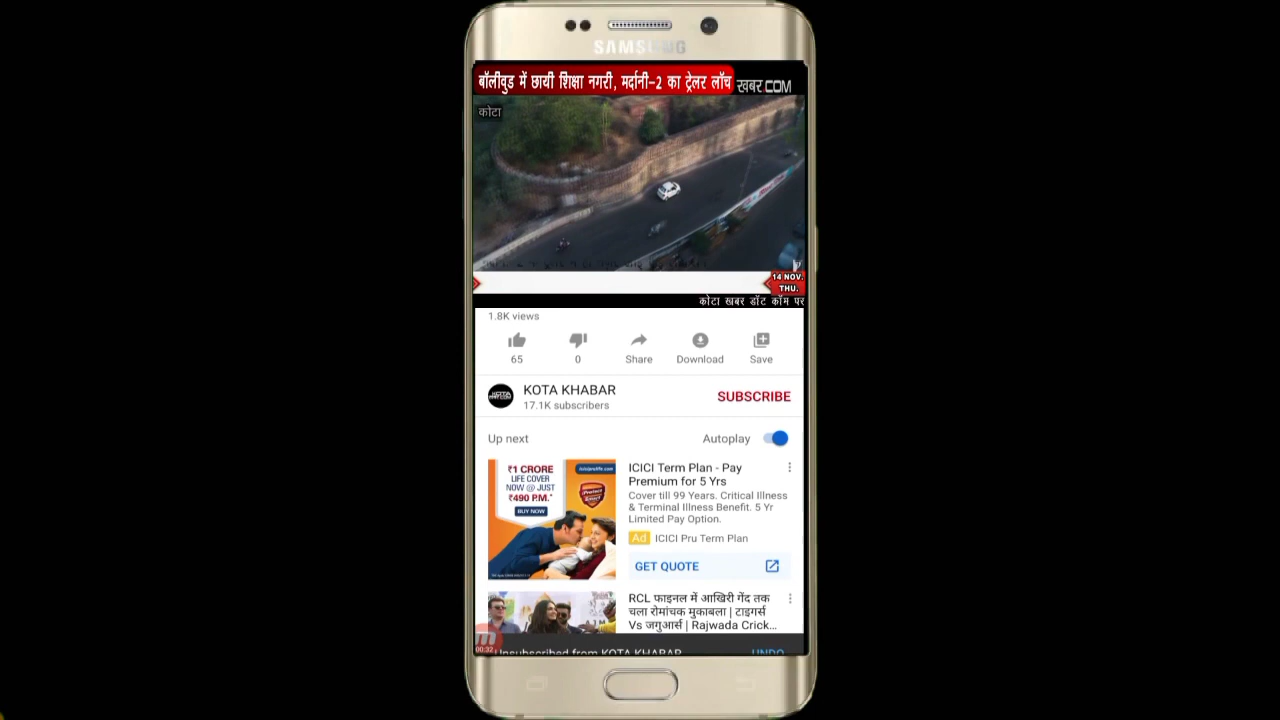 SAMSUNG
बॉलीवुड में छायी शिक्षा नगरी, मर्दानी-2 का ट्रेलर लॉच
खबर.COM
कोटा
14 NOV.
THU.
कोटा खबर डॉट कॉम पर
1.8K views
65
0
Share
Download
Save
KOTA KHABAR
17.1K subscribers
SUBSCRIBE
Up next
Autoplay
₹1 CRORE
LIFE COVER
NOW @ JUST
₹490 P.M.*
BUY NOW
ICICI Term Plan - Pay
Premium for 5 Yrs
Cover till 99 Years. Critical Illness
& Terminal Illness Benefit. 5 Yr
Limited Pay Option.
Ad ICICI Pru Term Plan
GET QUOTE
RCL फाइनल में आखिरी गेंद तक
चला रोमांचक मुकाबला | टाइगर्स
Vs जगुआर्स | Rajwada Crick...
00:32
Unsubscribed from KOTA KHABAR
UNDO